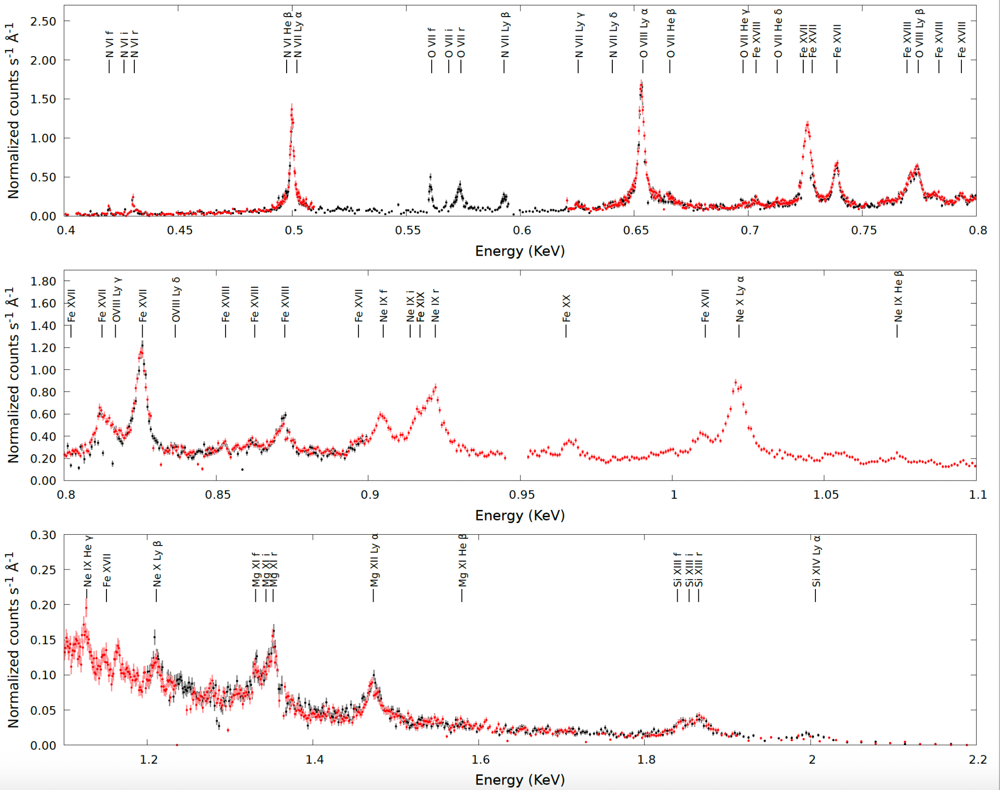 Normalized counts s⁻¹ Å⁻¹
2.50
2.00
1.50
1.00
0.50
0.00
N VI f
N VI i
N VI r
N VI He β
N VII Ly α
O VII f
O VII i
O VII r
N VII Ly β
N VII Ly γ
N VII Ly δ
O VIII Ly α
O VII He β
O VII He γ
Fe XVIII
O VII He δ
Fe XVII
Fe XVII
Fe XVII
Fe XVIII
O VIII Ly β
Fe XVIII
Fe XVIII
0.4 0.45 0.5 0.55 0.6 0.65 0.7 0.75 0.8
Energy (KeV)
Normalized counts s⁻¹ Å⁻¹
1.80
1.60
1.40
1.20
1.00
0.80
0.60
0.40
0.20
0.00
Fe XVII
Fe XVII
OVIII Ly γ
Fe XVII
OVIII Ly δ
Fe XVIII
Fe XVIII
Fe XVIII
Fe XVII
Ne IX f
Ne IX i
Fe XIX
Ne IX r
Fe XX
Fe XVII
Ne X Ly α
Ne IX He β
0.8 0.85 0.9 0.95 1 1.05 1.1
Energy (KeV)
Normalized counts s⁻¹ Å⁻¹
0.30
0.25
0.20
0.15
0.10
0.05
0.00
Ne IX He γ
Fe XVII
Ne X Ly β
Mg XI f
Mg XI i
Mg XI r
Mg XII Ly α
Mg XI He β
Si XIII f
Si XIII i
Si XIII r
Si XIV Ly α
1.2 1.4 1.6 1.8 2 2.2
Energy (KeV)